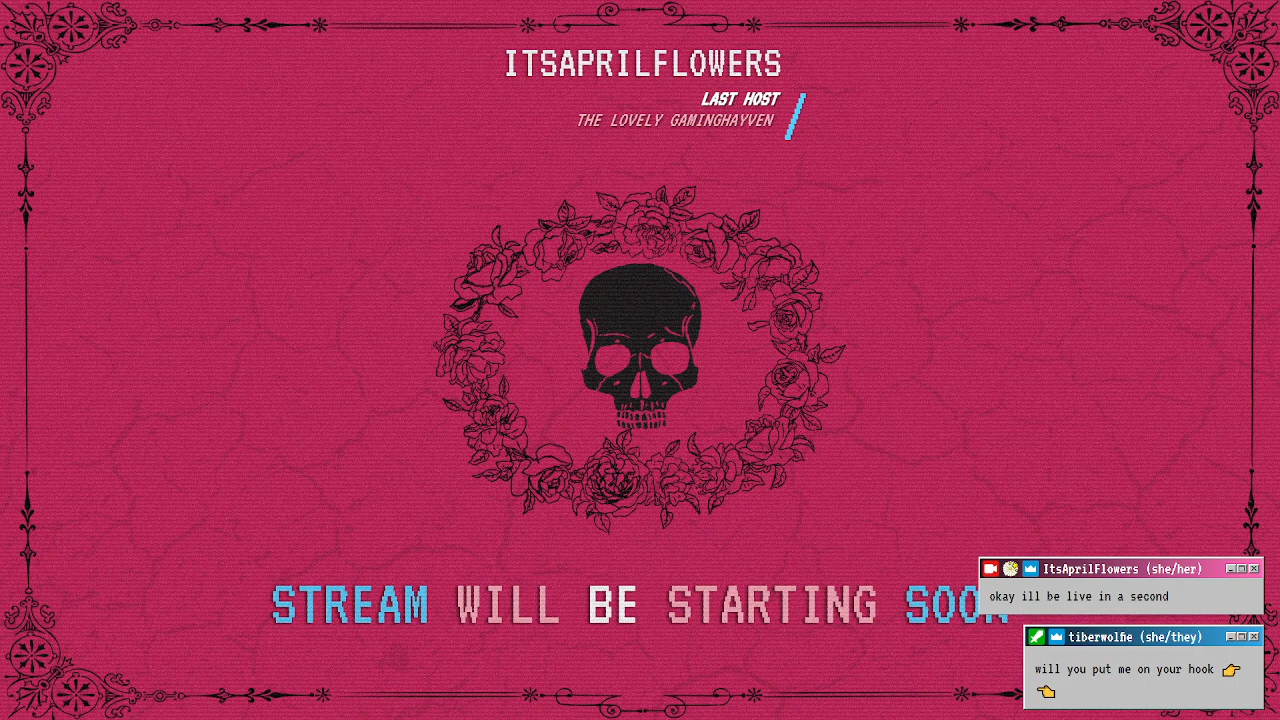 ITSAPRILFLOWERS
LAST HOST
THE LOVELY GAMINGHAYVEN
STREAM WILL BE STARTING SOON
ItsAprilFlowers (she/her)
okay ill be live in a second
tiberwolfie (she/they)
will you put me on your hook 👉
👈